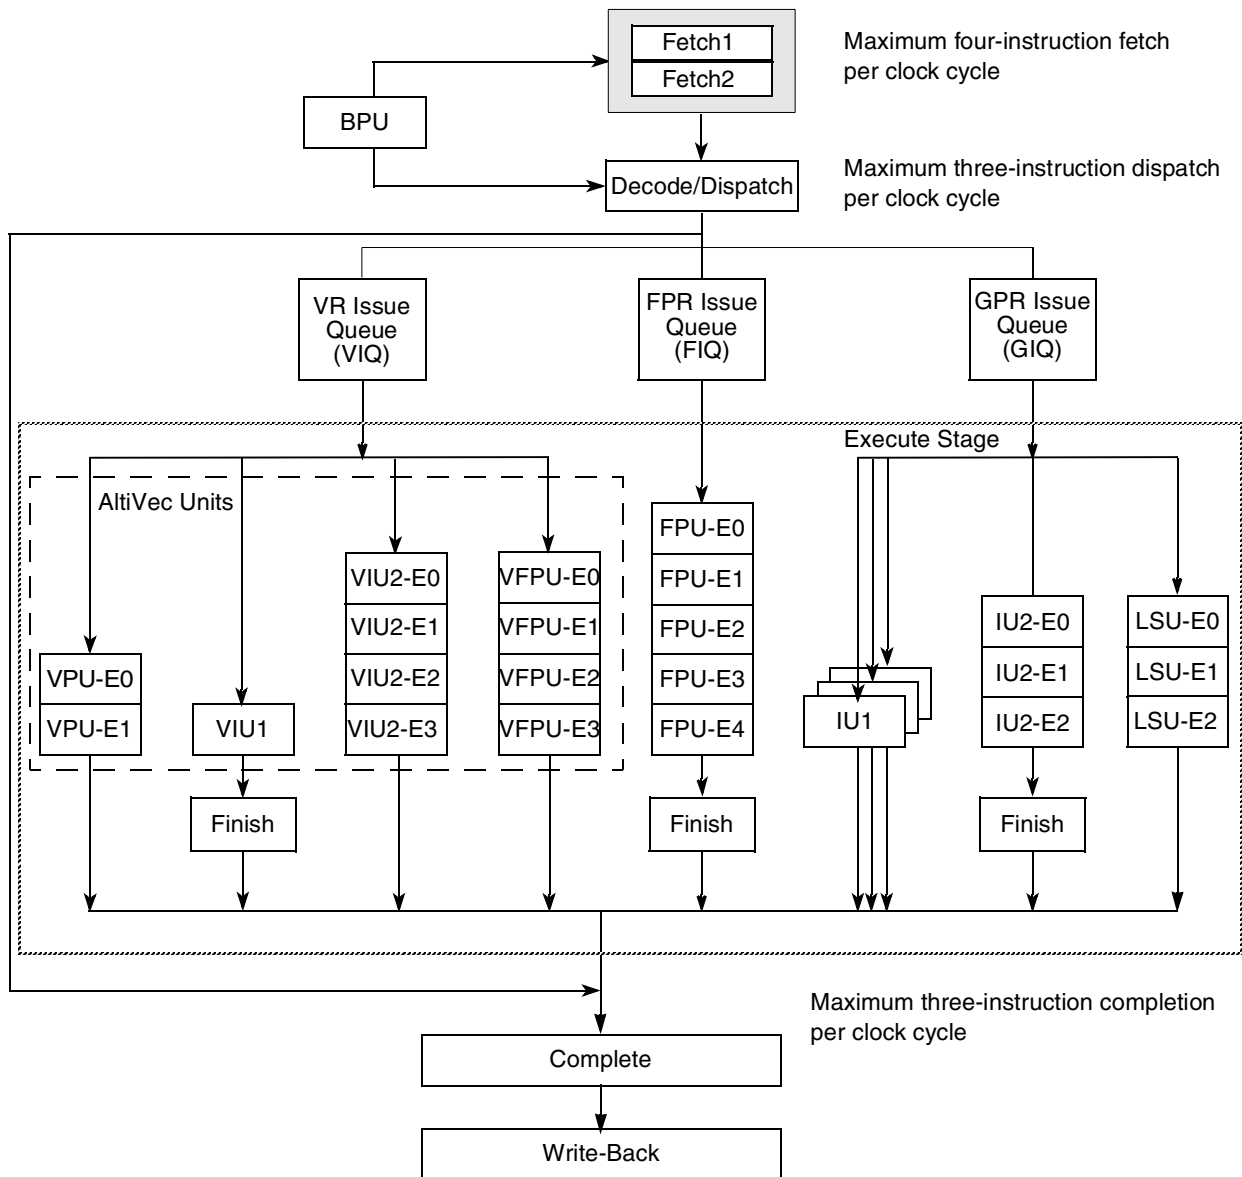 Fetch1
Fetch2
Maximum four-instruction fetch
per clock cycle
BPU
Decode/Dispatch
Maximum three-instruction dispatch
per clock cycle
VR Issue
Queue
(VIQ)
FPR Issue
Queue
(FIQ)
GPR Issue
Queue
(GIQ)
Execute Stage
AltiVec Units
VPU-E0
VPU-E1
VIU1
Finish
VIU2-E0
VIU2-E1
VIU2-E2
VIU2-E3
VFPU-E0
VFPU-E1
VFPU-E2
VFPU-E3
FPU-E0
FPU-E1
FPU-E2
FPU-E3
FPU-E4
Finish
IU1
IU2-E0
IU2-E1
IU2-E2
Finish
LSU-E0
LSU-E1
LSU-E2
Maximum three-instruction completion
per clock cycle
Complete
Write-Back